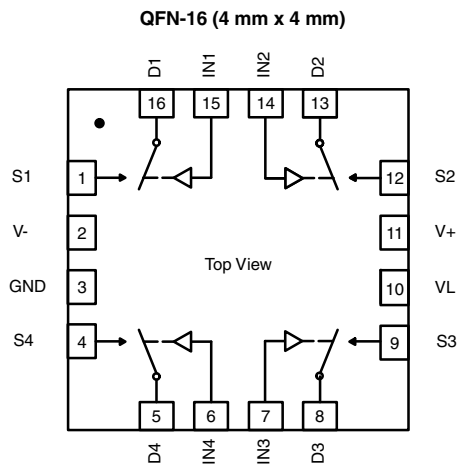 QFN-16 (4 mm x 4 mm)
D1 IN1 IN2 D2
16 15 14 13
S1 1 12 S2
V- 2 11 V+
Top View
GND 3 10 VL
S4 4 9 S3
5 6 7 8
D4 IN4 IN3 D3